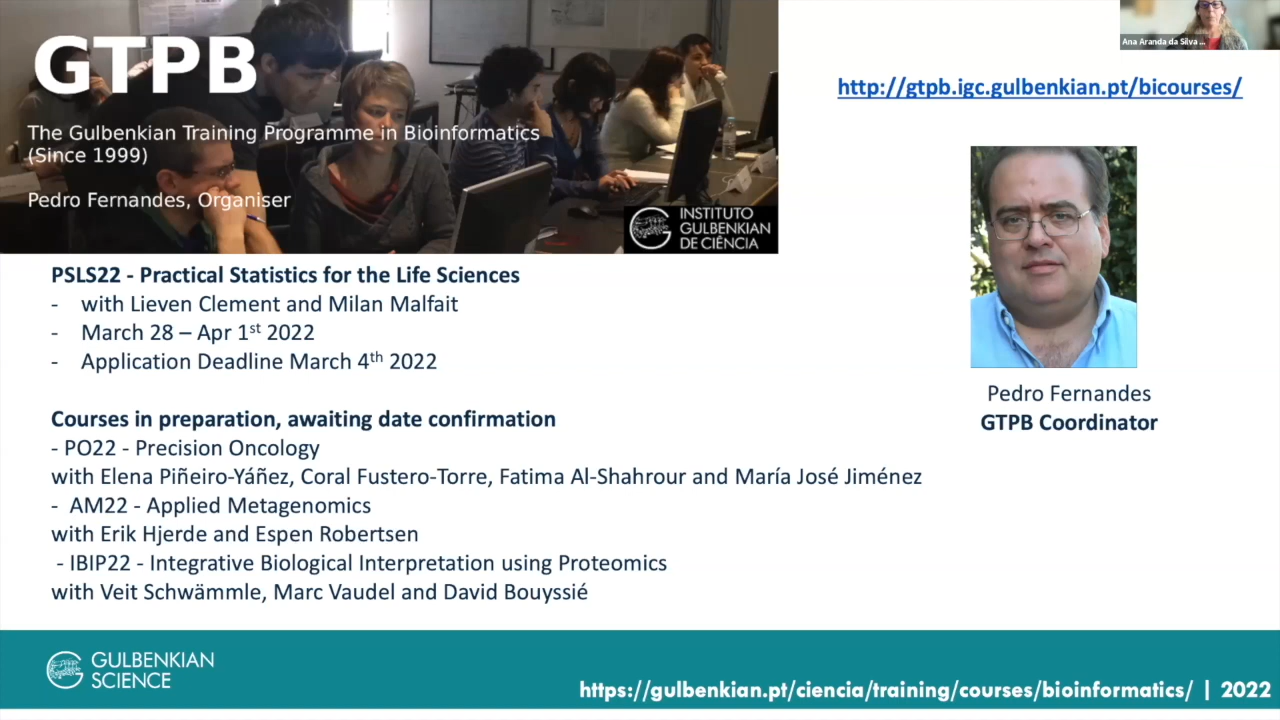 GTPB
The Gulbenkian Training Programme in Bioinformatics
(Since 1999)
Pedro Fernandes, Organiser
INSTITUTO
GULBENKIAN
DE CIÊNCIA
Ana Aranda da Silva ...
http://gtpb.igc.gulbenkian.pt/bicourses/
Pedro Fernandes
GTPB Coordinator
PSLS22 - Practical Statistics for the Life Sciences
- with Lieven Clement and Milan Malfait
- March 28 – Apr 1st 2022
- Application Deadline March 4th 2022
Courses in preparation, awaiting date confirmation
- PO22 - Precision Oncology
with Elena Piñeiro-Yáñez, Coral Fustero-Torre, Fatima Al-Shahrour and María José Jiménez
- AM22 - Applied Metagenomics
with Erik Hjerde and Espen Robertsen
- IBIP22 - Integrative Biological Interpretation using Proteomics
with Veit Schwämmle, Marc Vaudel and David Bouyssié
GULBENKIAN
SCIENCE
https://gulbenkian.pt/ciencia/training/courses/bioinformatics/ | 2022